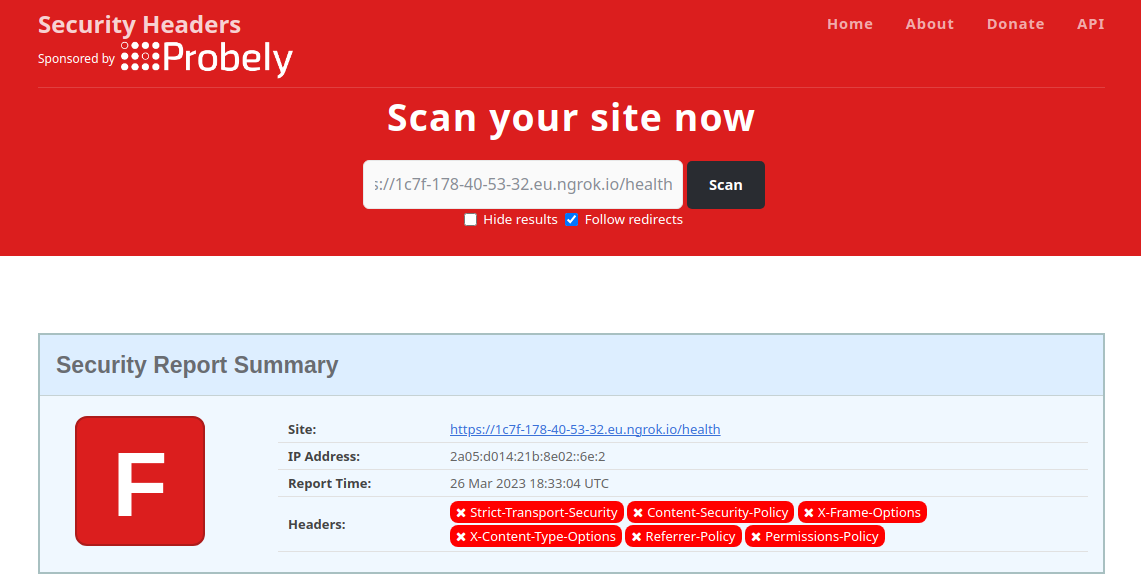 Security Headers
Home About Donate API
Sponsored by Probely
Scan your site now
s://1c7f-178-40-53-32.eu.ngrok.io/health Scan
Hide results Follow redirects
Security Report Summary
F
Site: https://1c7f-178-40-53-32.eu.ngrok.io/health
IP Address: 2a05:d014:21b:8e02::6e:2
Report Time: 26 Mar 2023 18:33:04 UTC
Headers: ✖ Strict-Transport-Security ✖ Content-Security-Policy ✖ X-Frame-Options
✖ X-Content-Type-Options ✖ Referrer-Policy ✖ Permissions-Policy